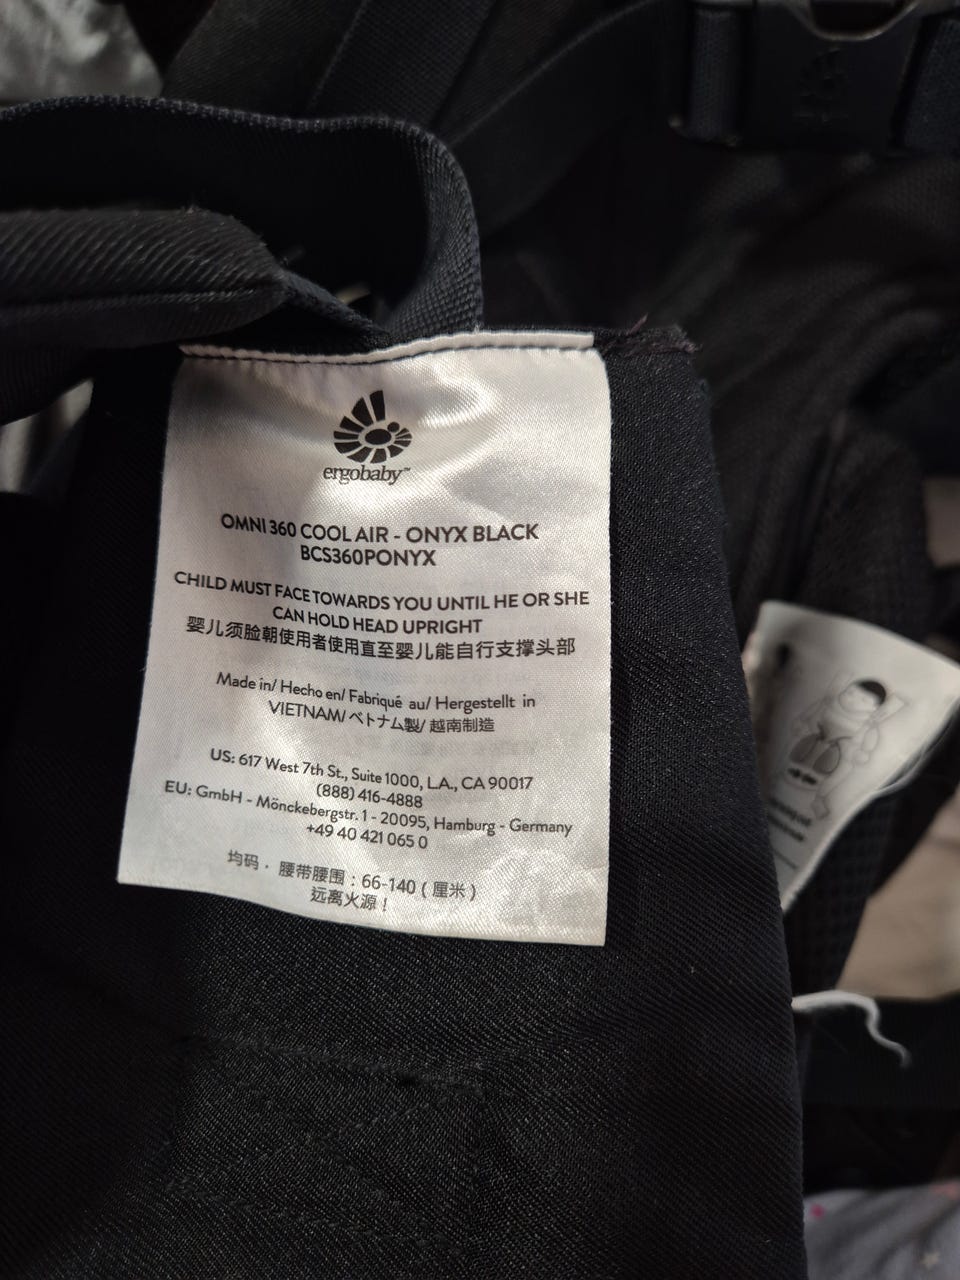 ergobaby™
OMNI 360 COOL AIR - ONYX BLACK
BCS360PONYX
CHILD MUST FACE TOWARDS YOU UNTIL HE OR SHE
CAN HOLD HEAD UPRIGHT
婴儿须脸朝使用者使用直至婴儿能自行支撑头部
Made in/ Hecho en/ Fabriqué au/ Hergestellt in
VIETNAM/ベトナム製/ 越南制造
US: 617 West 7th St., Suite 1000, L.A., CA 90017
(888) 416-4888
EU: GmbH - Mönckebergstr. 1 - 20095, Hamburg - Germany
+49 40 421 065 0
均码 . 腰带腰围 : 66-140 ( 厘米 )
远离火源 !